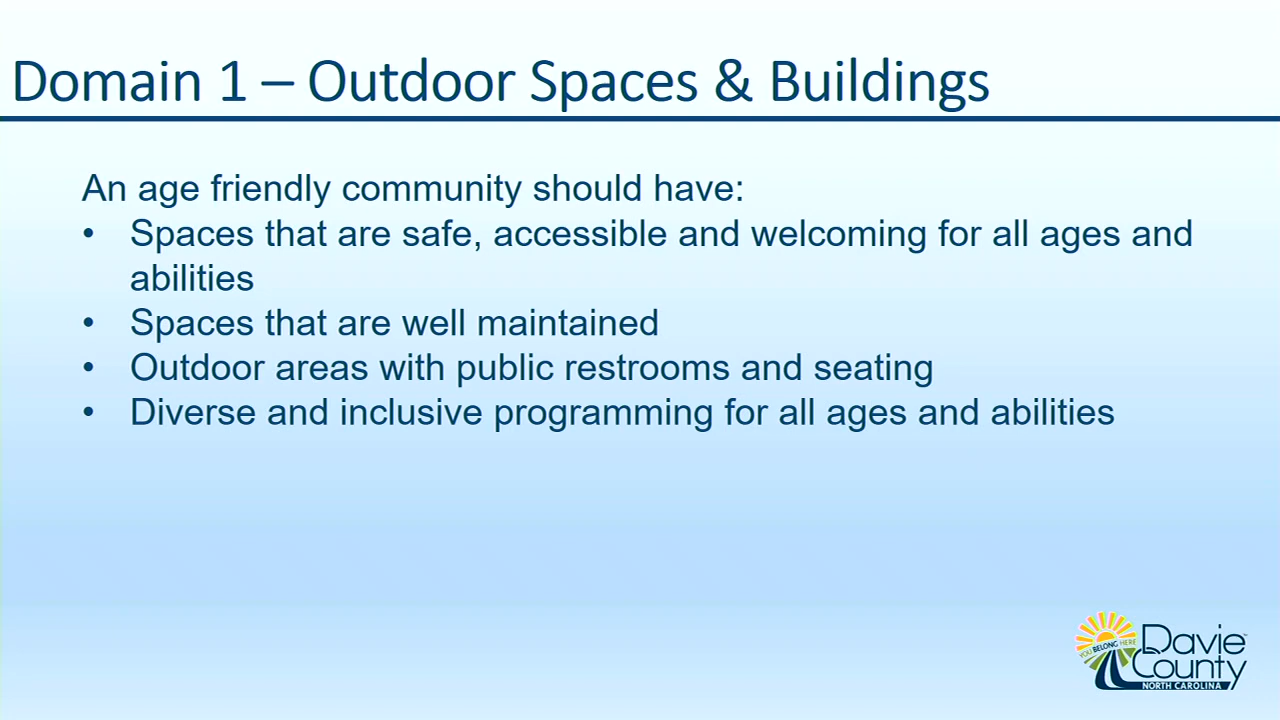 Domain 1 – Outdoor Spaces & Buildings
An age friendly community should have:
• Spaces that are safe, accessible and welcoming for all ages and
abilities
• Spaces that are well maintained
• Outdoor areas with public restrooms and seating
• Diverse and inclusive programming for all ages and abilities
YOU BELONG HERE
Davie
County
NORTH CAROLINA